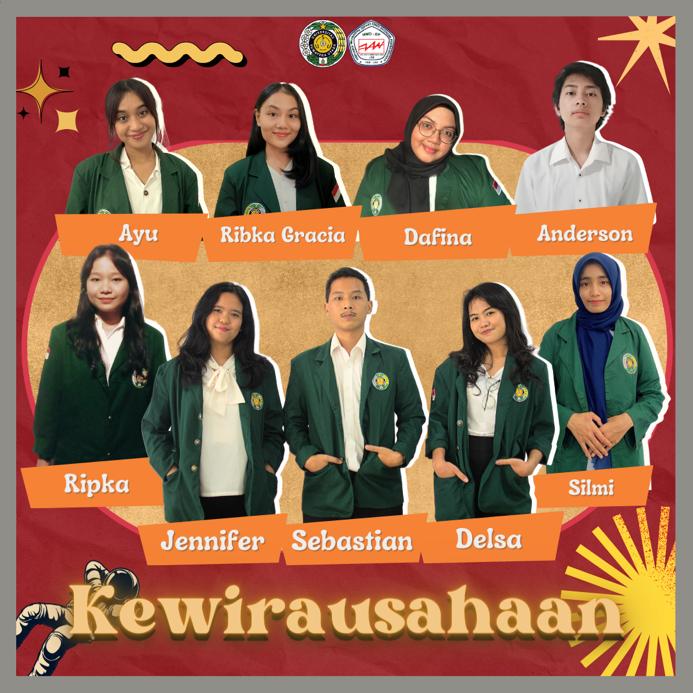 Ayu
Ribka Gracia
Dafina
Anderson
Ripka
Silmi
Jennifer
Sebastian
Delsa
Kewirausahaan